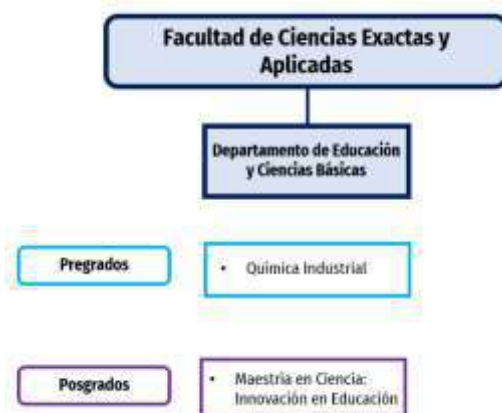 Facultad de Ciencias Exactas y
Aplicadas
Departamento de Educación
y Ciencias Básicas
Pregrados
• Química Industrial
Posgrados
• Maestría en Ciencia:
Innovación en Educación